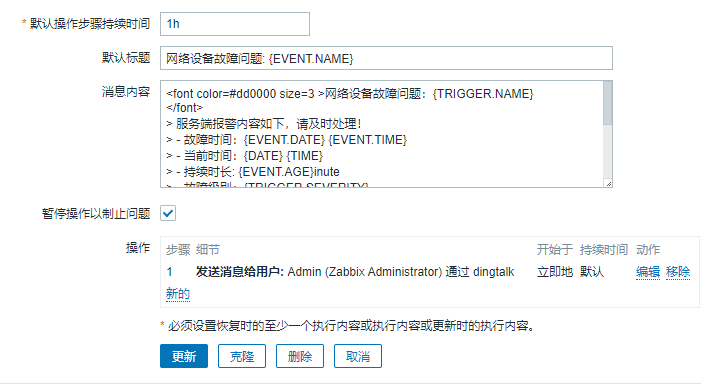 * 默认操作步骤持续时间 1h
默认标题 网络设备故障问题: {EVENT.NAME}
消息内容 <font color=#dd0000 size=3 >网络设备故障问题：{TRIGGER.NAME}
</font>
> 服务端报警内容如下，请及时处理！
> - 故障时间：{EVENT.DATE} {EVENT.TIME}
> - 当前时间：{DATE} {TIME}
> - 持续时长: {EVENT.AGE}inute
> - 故障级别：{TRIGGER.SEVERITY}
暂停操作以制止问题
操作 步骤 细节 开始于 持续时间 动作
1 发送消息给用户: Admin (Zabbix Administrator) 通过 dingtalk 立即地 默认 编辑 移除
新的
* 必须设置恢复时的至少一个执行内容或执行内容或更新时的执行内容。
更新 克隆 删除 取消